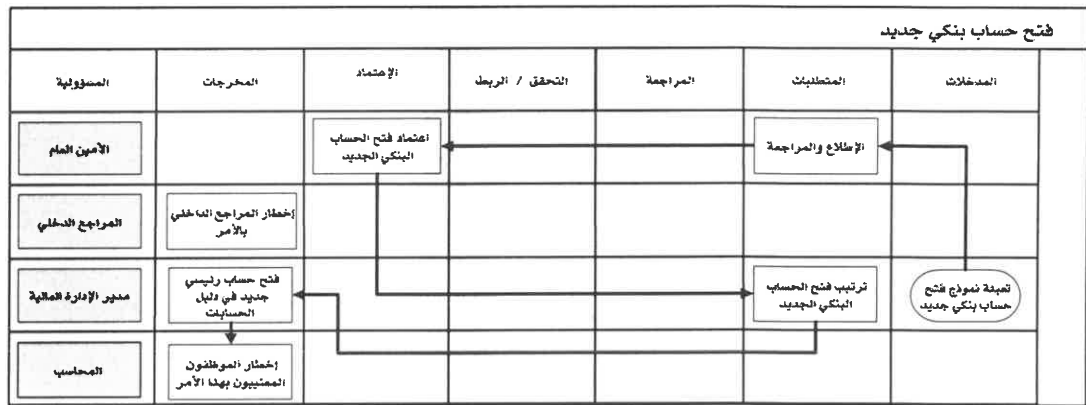 فتح حساب بنكي جديد
المدخلات
المتطلبات
المراجعة
التحقق / الربط
الإعتماد
المخرجات
المسؤولية
الإطلاع والمراجعة
اعتماد فتح الحساب
البنكي الجديد
الأمين العام
إخطار المراجع الداخلي
بالأمر
المراجع الدخلي
تعبئة نموذج فتح
حساب بنكي جديد
ترتيب فتح الحساب
البنكي الجديد
فتح حساب رئيسي
جديد في دليل
الحسابات
مدير الإدارة المالية
إخطار الموظفون
المعنييون بهذا الأمر
المحاسب